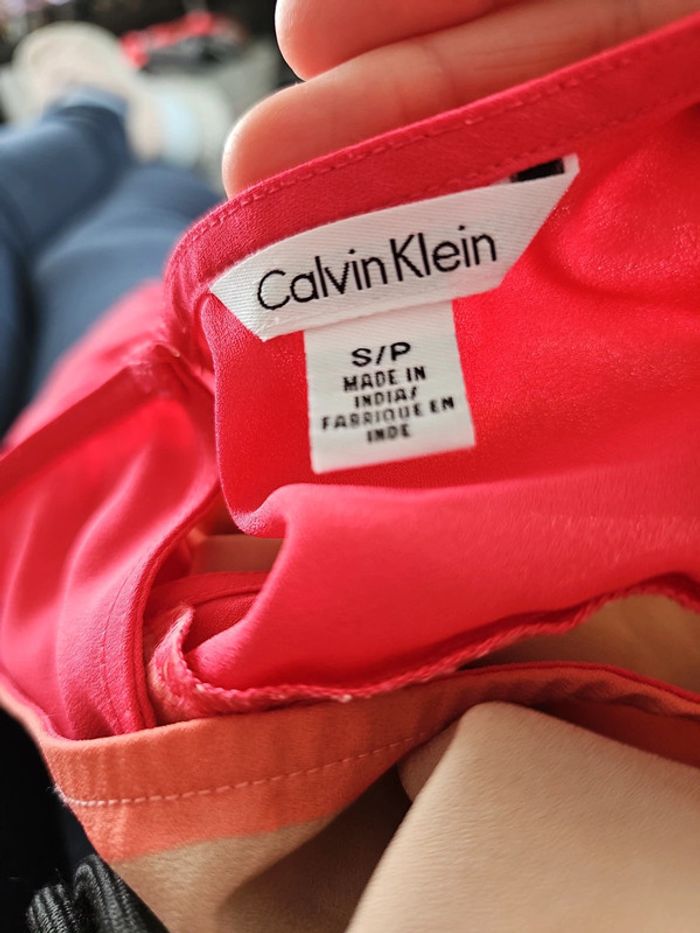 Calvin Klein
S/P
MADE IN
INDIA/
FABRIQUE EN
INDE